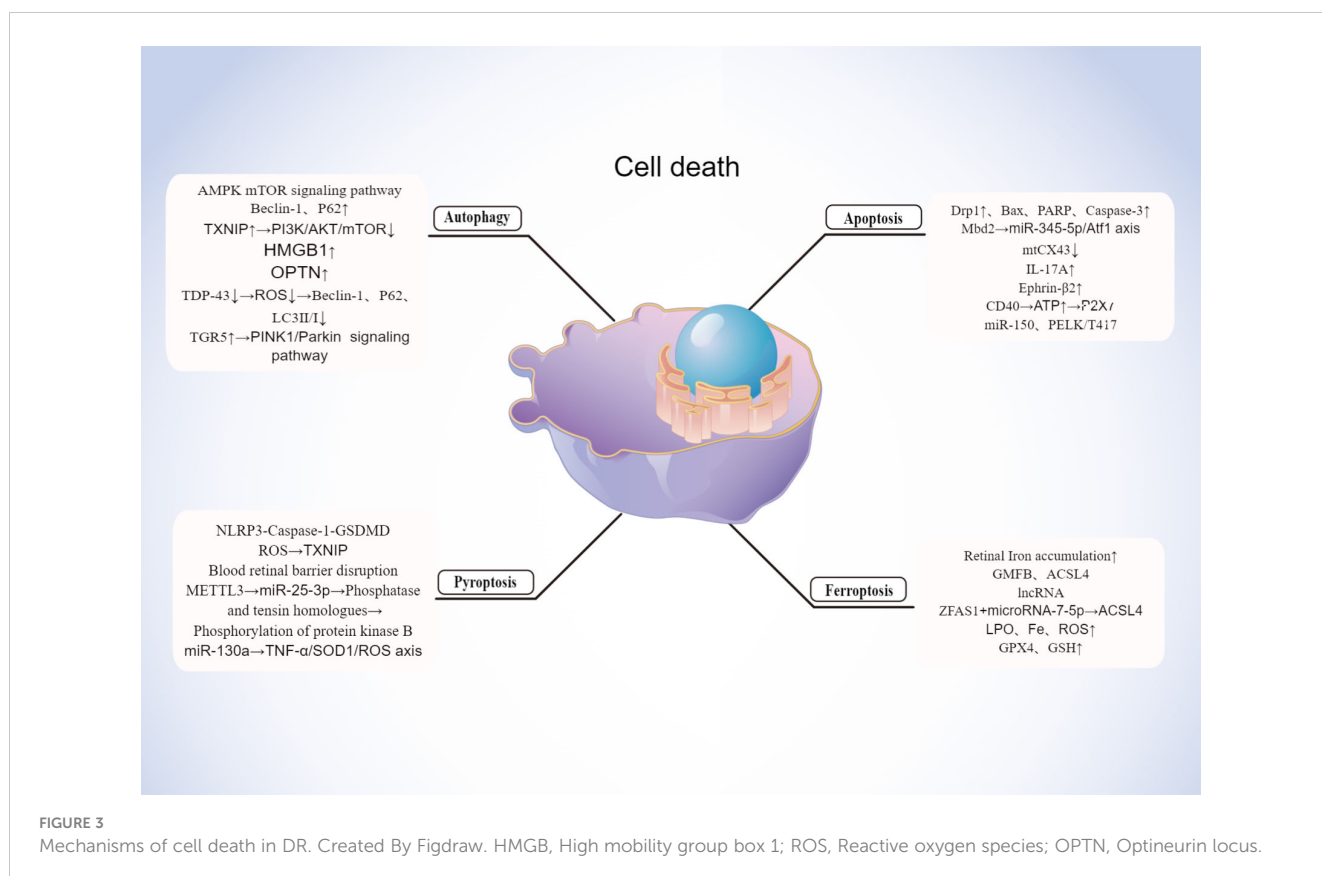 Cell death
AMPK mTOR signaling pathway
Beclin-1、P62↑
TXNIP↑→PI3K/AKT/mTOR↓
HMGB1↑
OPTN↑
TDP-43↓→ROS↓→Beclin-1、P62、
LC3II/I↓
TGR5↑→PINK1/Parkin signaling
pathway
Autophagy
Apoptosis
Drp1↑、Bax、PARP、Caspase-3↑
Mbd2→miR-345-5p/Atf1 axis
mtCX43↓
IL-17A↑
Ephrin-β2↑
CD40→ATP↑→P2X7
miR-150、PELK/T417
NLRP3-Caspase-1-GSDMD
ROS→TXNIP
Blood retinal barrier disruption
METTL3→miR-25-3p→Phosphatase
and tensin homologues→
Phosphorylation of protein kinase B
miR-130a→TNF-α/SOD1/ROS axis
Pyroptosis
Ferroptosis
Retinal Iron accumulation↑
GMFB、ACSL4
lncRNA
ZFAS1+microRNA-7-5p→ACSL4
LPO、Fe、ROS↑
GPX4、GSH↑
FIGURE 3
Mechanisms of cell death in DR. Created By Figdraw. HMGB, High mobility group box 1; ROS, Reactive oxygen species; OPTN, Optineurin locus.